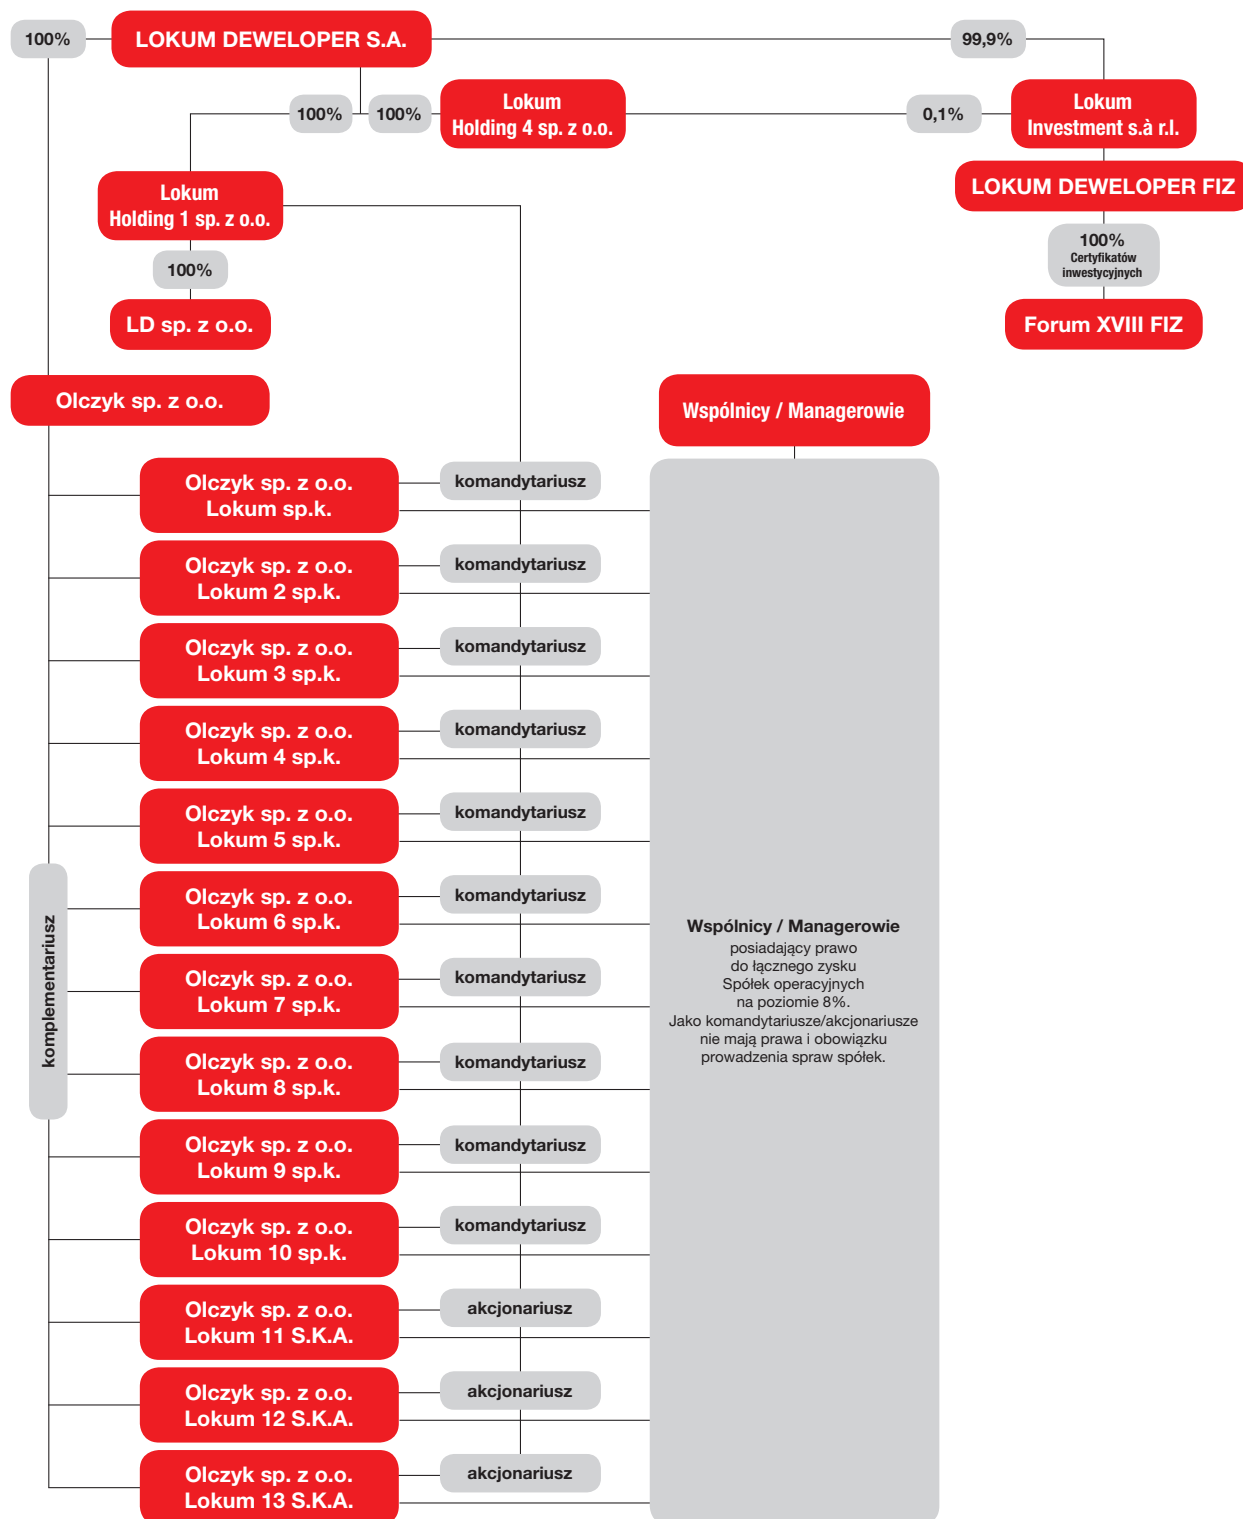 100%
LOKUM DEWELOPER S.A.
99,9%
100%
100%
Lokum
Holding 4 sp. z o.o.
0,1%
Lokum
Investment s.à r.l.
Lokum
Holding 1 sp. z o.o.
LOKUM DEWELOPER FIZ
100%
Certyfikatów
inwestycyjnych
100%
LD sp. z o.o.
Forum XVIII FIZ
Olczyk sp. z o.o.
Wspólnicy / Managerowie
Olczyk sp. z o.o.
Lokum sp.k.
komandytariusz
Olczyk sp. z o.o.
Lokum 2 sp.k.
komandytariusz
Olczyk sp. z o.o.
Lokum 3 sp.k.
komandytariusz
Olczyk sp. z o.o.
Lokum 4 sp.k.
komandytariusz
Olczyk sp. z o.o.
Lokum 5 sp.k.
komandytariusz
Olczyk sp. z o.o.
Lokum 6 sp.k.
komandytariusz
Olczyk sp. z o.o.
Lokum 7 sp.k.
komandytariusz
Olczyk sp. z o.o.
Lokum 8 sp.k.
komandytariusz
Olczyk sp. z o.o.
Lokum 9 sp.k.
komandytariusz
Olczyk sp. z o.o.
Lokum 10 sp.k.
komandytariusz
Olczyk sp. z o.o.
Lokum 11 S.K.A.
akcjonariusz
Olczyk sp. z o.o.
Lokum 12 S.K.A.
akcjonariusz
Olczyk sp. z o.o.
Lokum 13 S.K.A.
akcjonariusz
komplementariusz
Wspólnicy / Managerowie
posiadający prawo
do łącznego zysku
Spółek operacyjnych
na poziomie 8%.
Jako komandytariusze/akcjonariusze
nie mają prawa i obowiązku
prowadzenia spraw spółek.